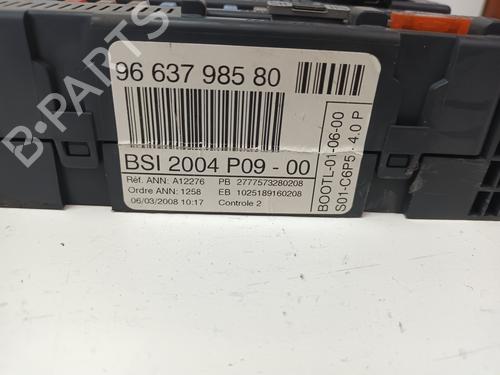 96 637 985 80
BSI 2004 P09 - 00
Réf. ANN: A12276 PB 2777573280208
Ordre ANN: 1258 EB 1025189160208
06/03/2008 10:17 Controle 2
BOOTL-01-06-00
S01-C6P5 - 4.0 P
B-PARTS